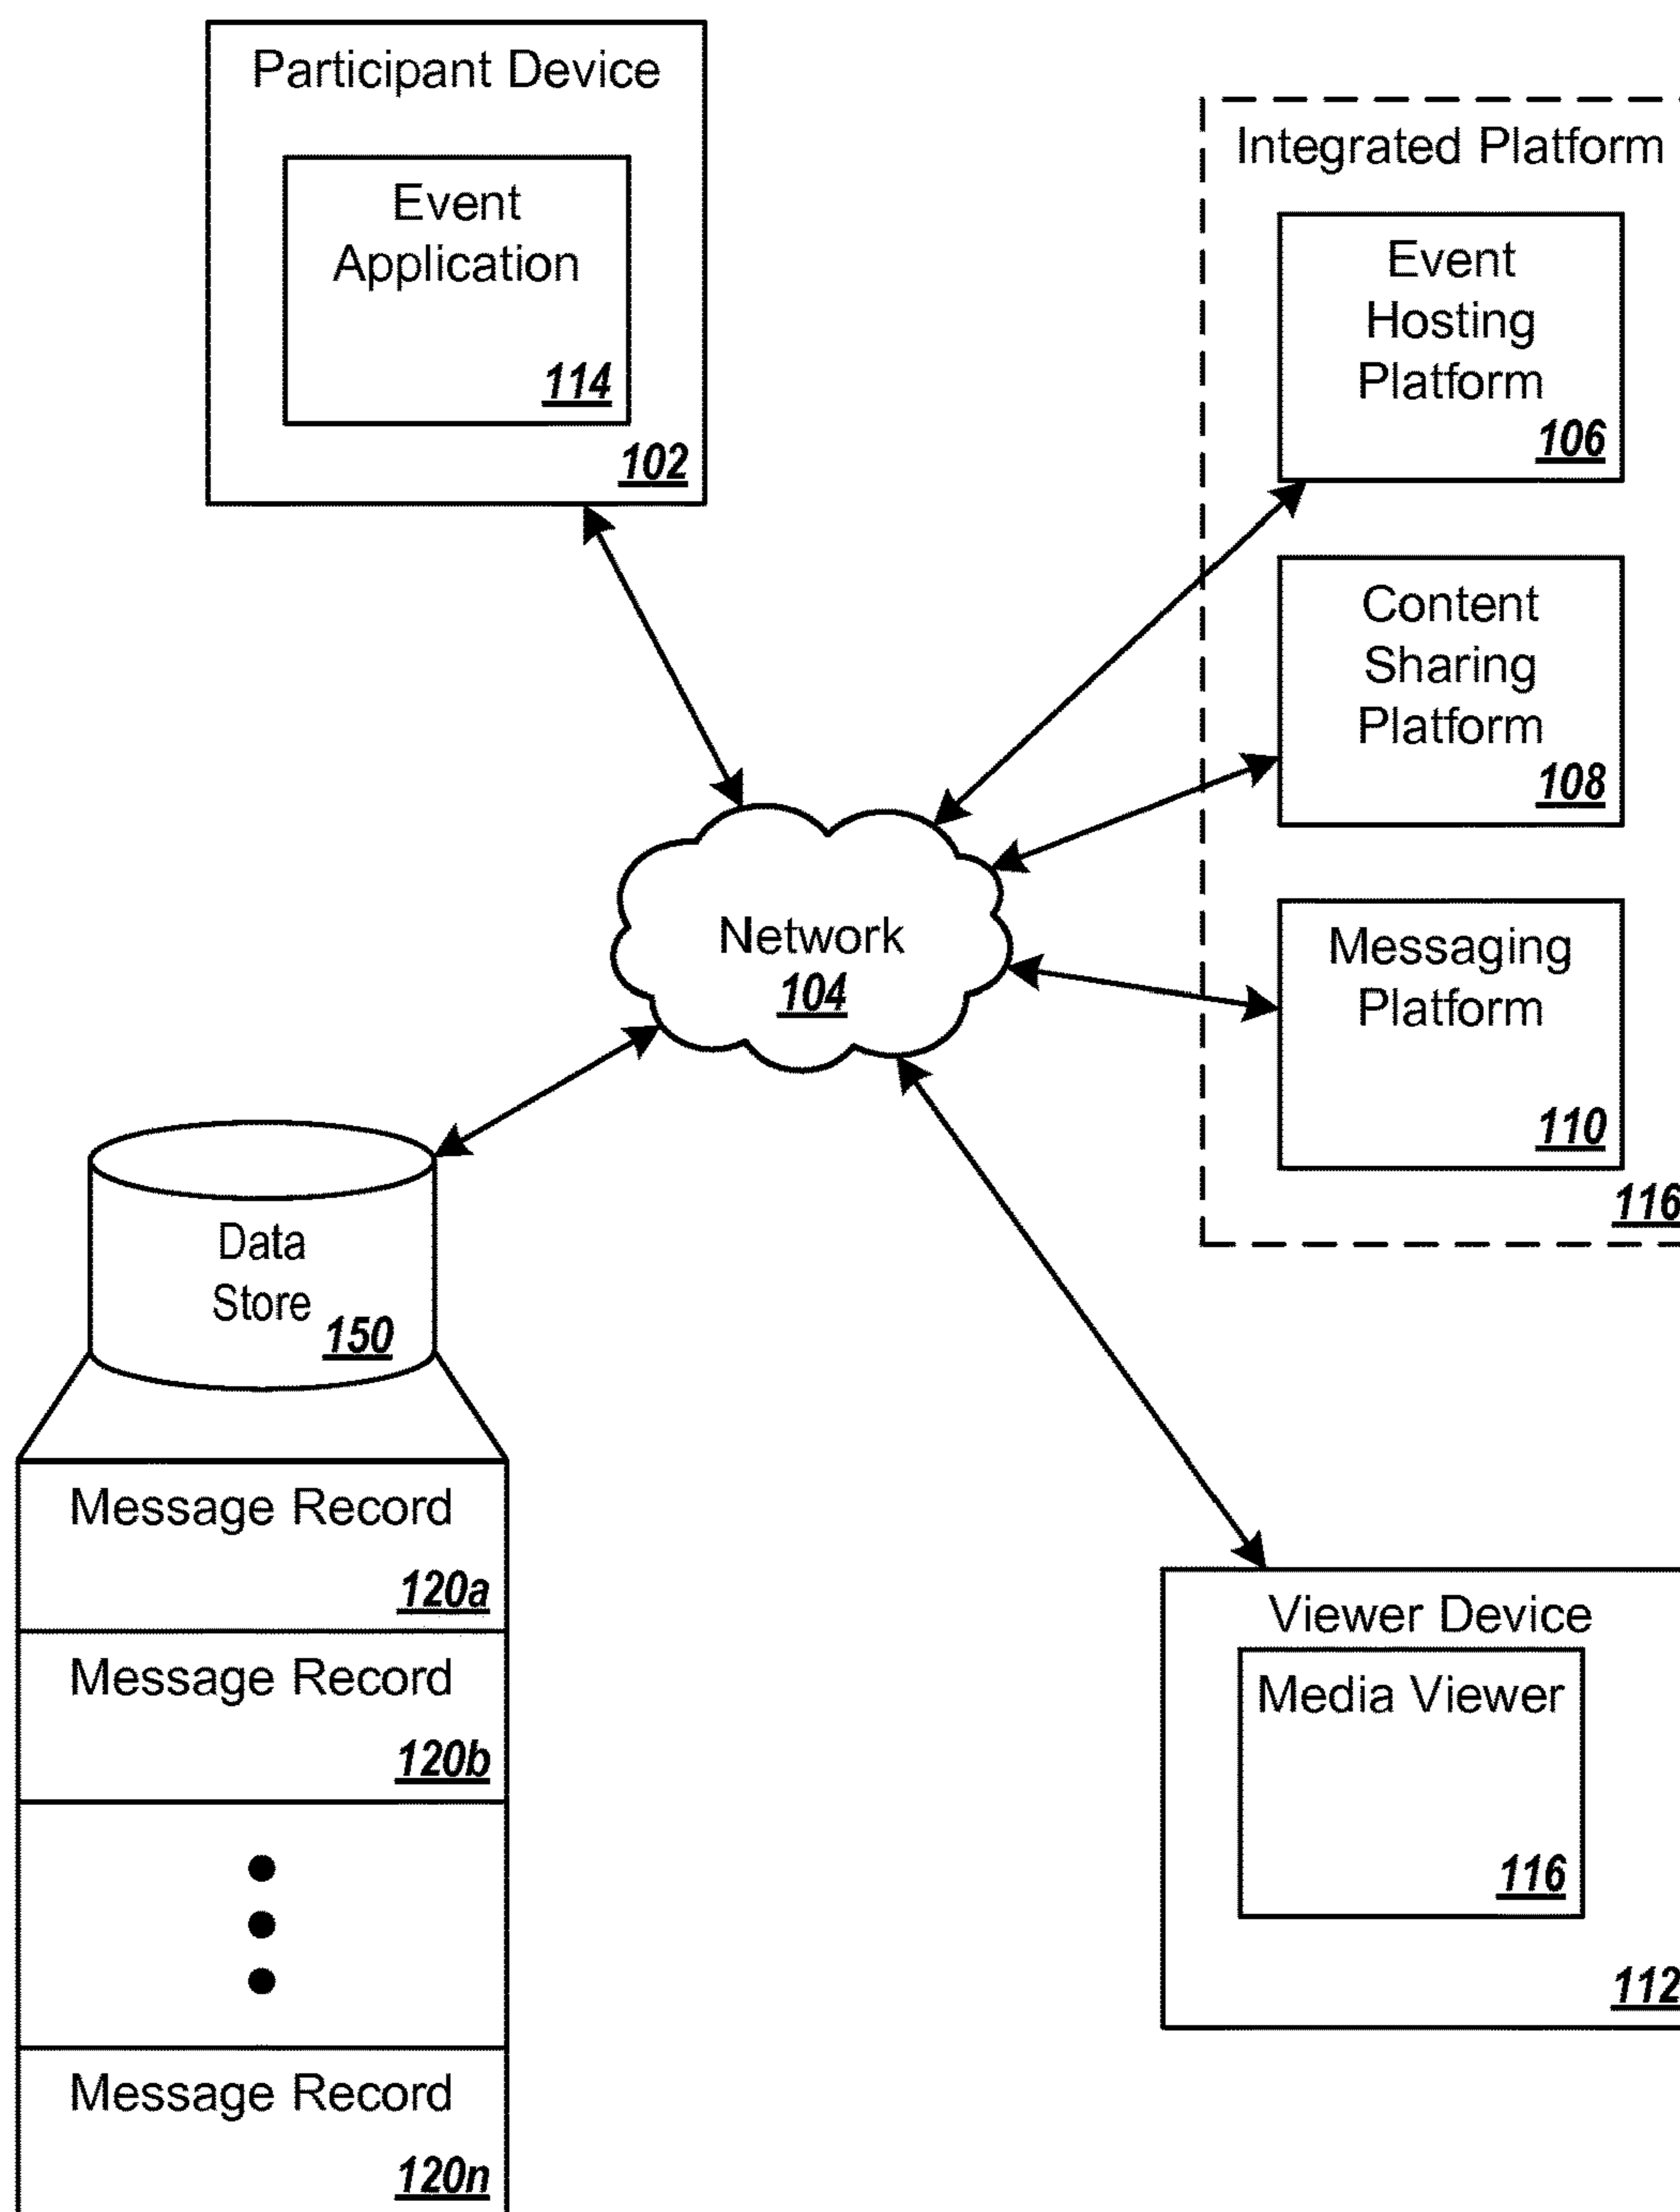 Participant Device
Event
Application
114
102
Integrated Platform
Event
Hosting
Platform
106
Content
Sharing
Platform
108
Messaging
Platform
110
116
Network
104
Data
Store
150
Message Record
120a
Message Record
120b
Message Record
120n
Viewer Device
Media Viewer
116
112